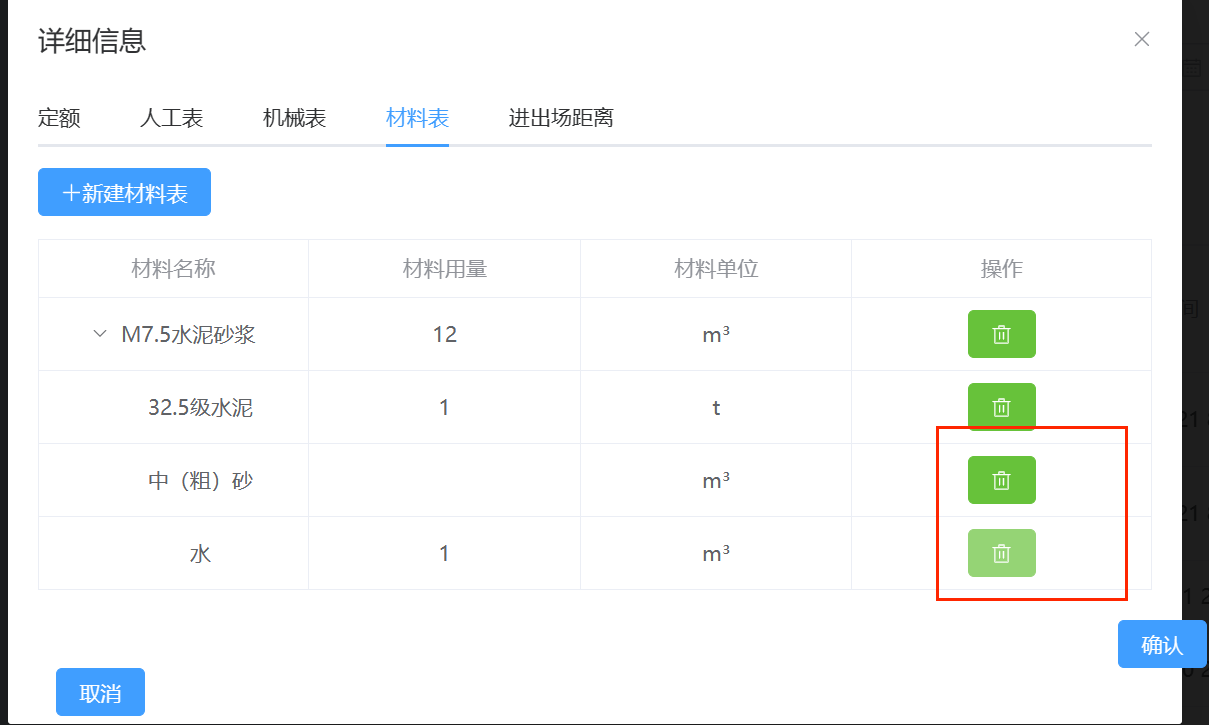 详细信息
定额 人工表 机械表 材料表 进出场距离
+新建材料表
材料名称 材料用量 材料单位 操作
M7.5水泥砂浆 12 m³
32.5级水泥 1 t
中（粗）砂 m³
水 1 m³
确认
取消